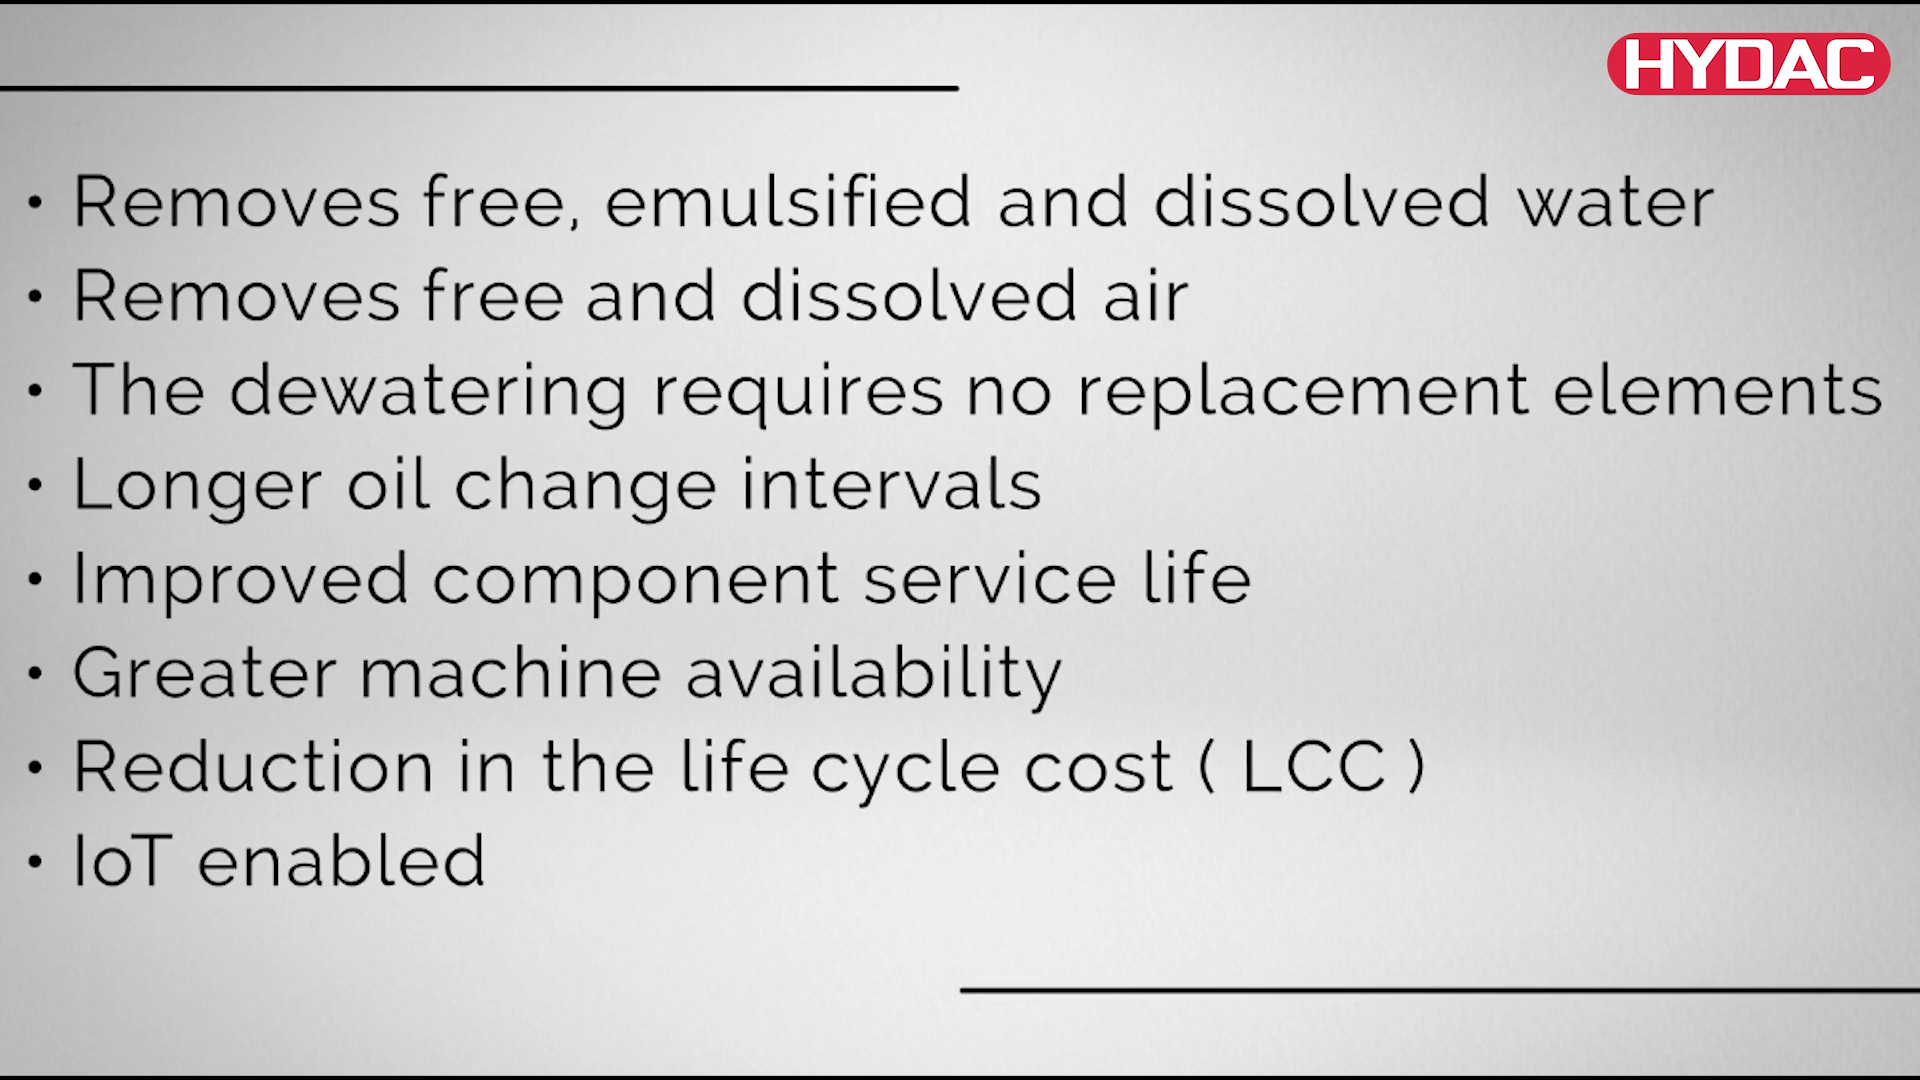 HYDAC
• Removes free, emulsified and dissolved water
• Removes free and dissolved air
• The dewatering requires no replacement elements
• Longer oil change intervals
• Improved component service life
• Greater machine availability
• Reduction in the life cycle cost ( LCC )
• IoT enabled